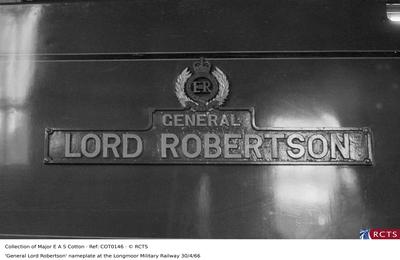 E R
GENERAL
LORD ROBERTSON
RCTS
Collection of Major E A S Cotton - Ref: COT0146 - © RCTS
'General Lord Robertson' nameplate at the Longmoor Military Railway 30/4/66